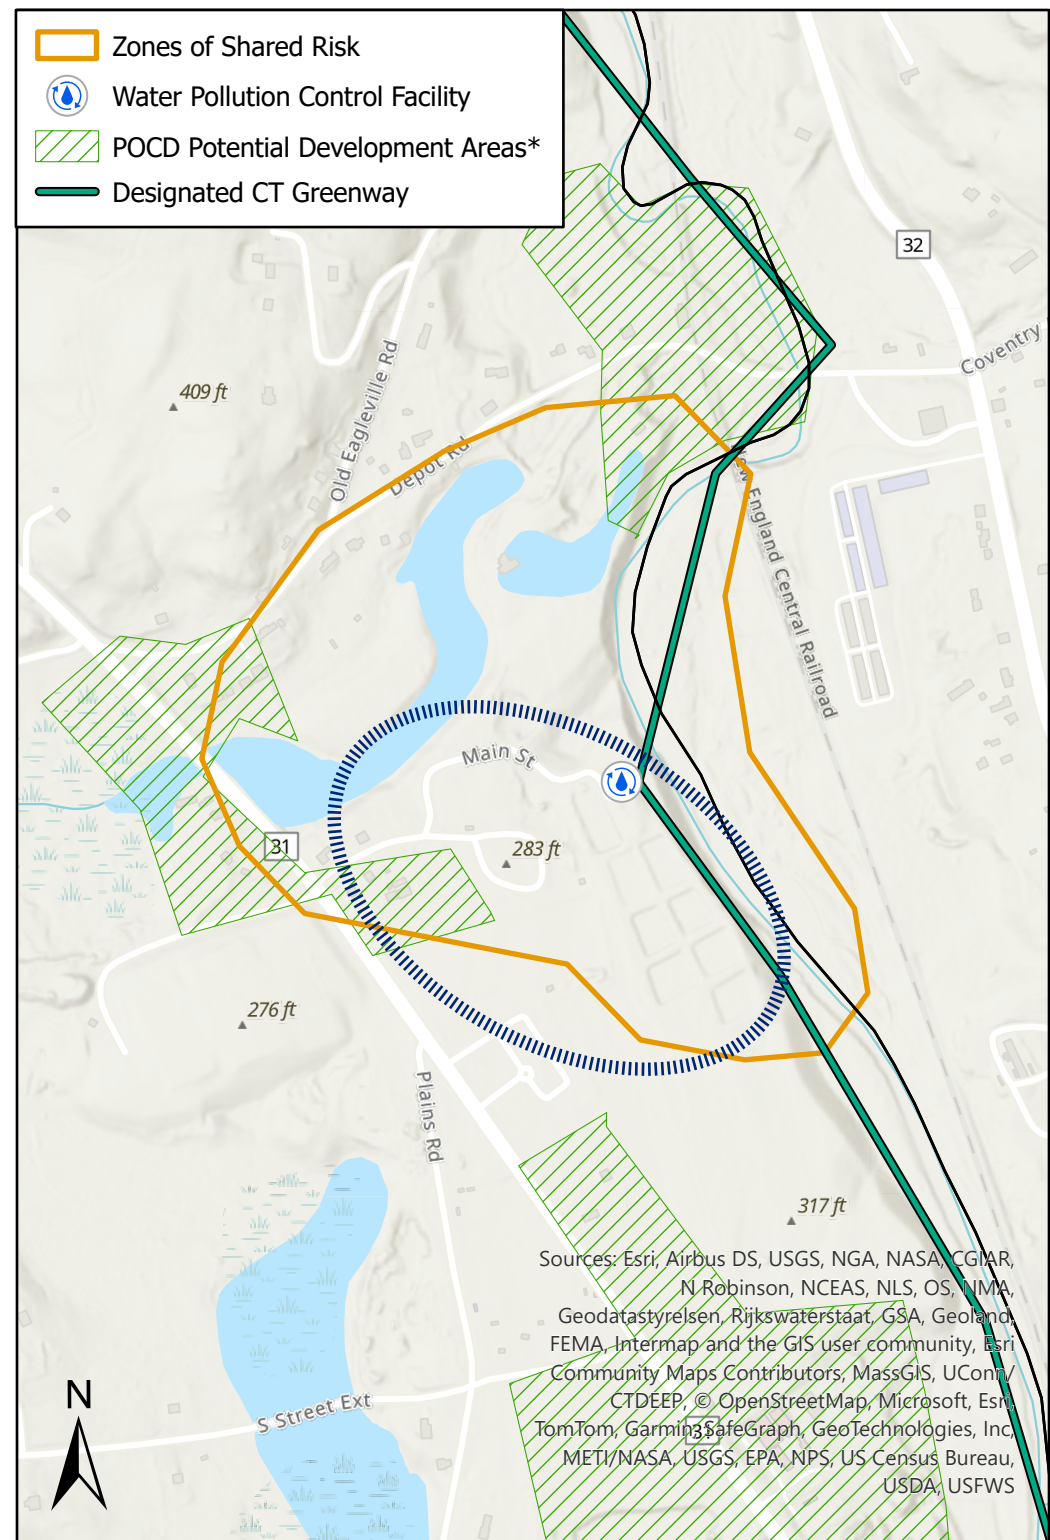 Zones of Shared Risk
Water Pollution Control Facility
POCD Potential Development Areas*
Designated CT Greenway
32
Coventry
409 ft
Old Eagleville Rd
Depot Rd
New England Central Railroad
Main St
31
283 ft
276 ft
Plains Rd
317 ft
Sources: Esri, Airbus DS, USGS, NGA, NASA, CGIAR,
N Robinson, NCEAS, NLS, OS, NMA,
Geodatastyrelsen, Rijkswaterstaat, GSA, Geoland,
FEMA, Intermap and the GIS user community, Esri
Community Maps Contributors, MassGIS, UConn/
CTDEEP, © OpenStreetMap, Microsoft, Esri,
TomTom, Garmin, SafeGraph, GeoTechnologies, Inc,
METI/NASA, USGS, EPA, NPS, US Census Bureau,
USDA, USFWS
31
N
S Street Ext